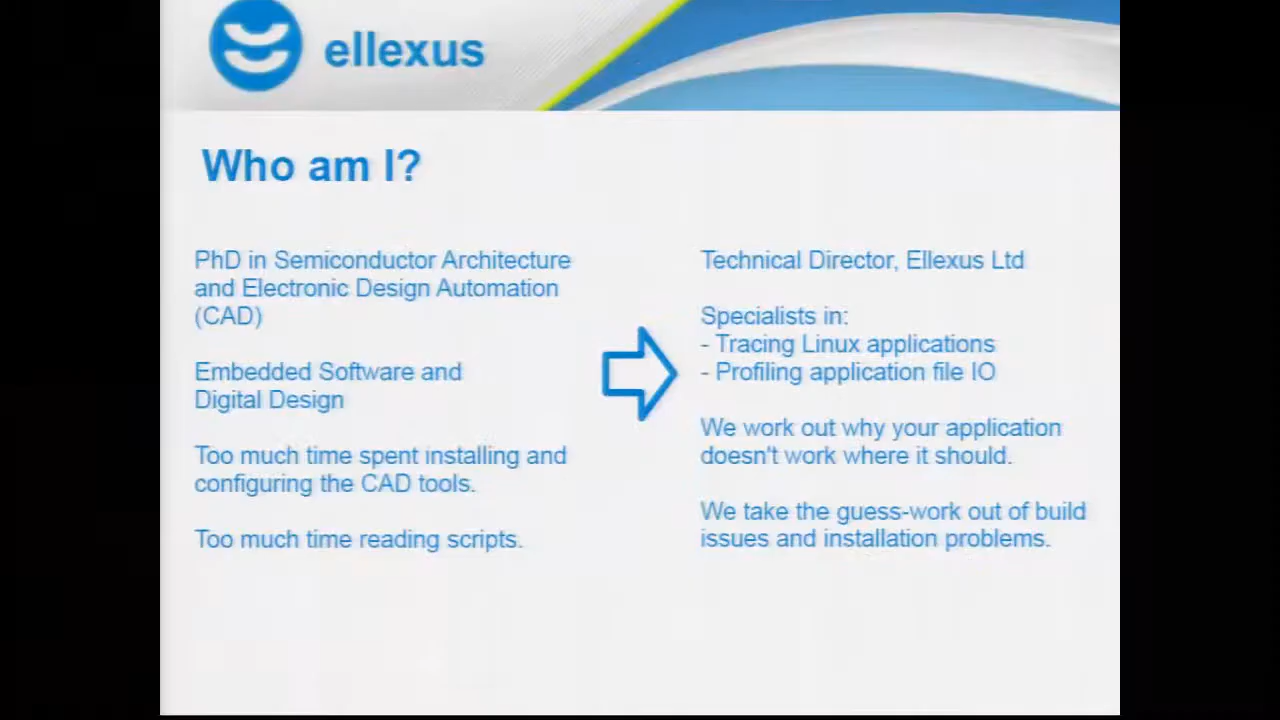 ellexus
Who am I?
PhD in Semiconductor Architecture
and Electronic Design Automation
(CAD)
Embedded Software and
Digital Design
Too much time spent installing and
configuring the CAD tools.
Too much time reading scripts.
Technical Director, Ellexus Ltd
Specialists in:
- Tracing Linux applications
- Profiling application file IO
We work out why your application
doesn't work where it should.
We take the guess-work out of build
issues and installation problems.